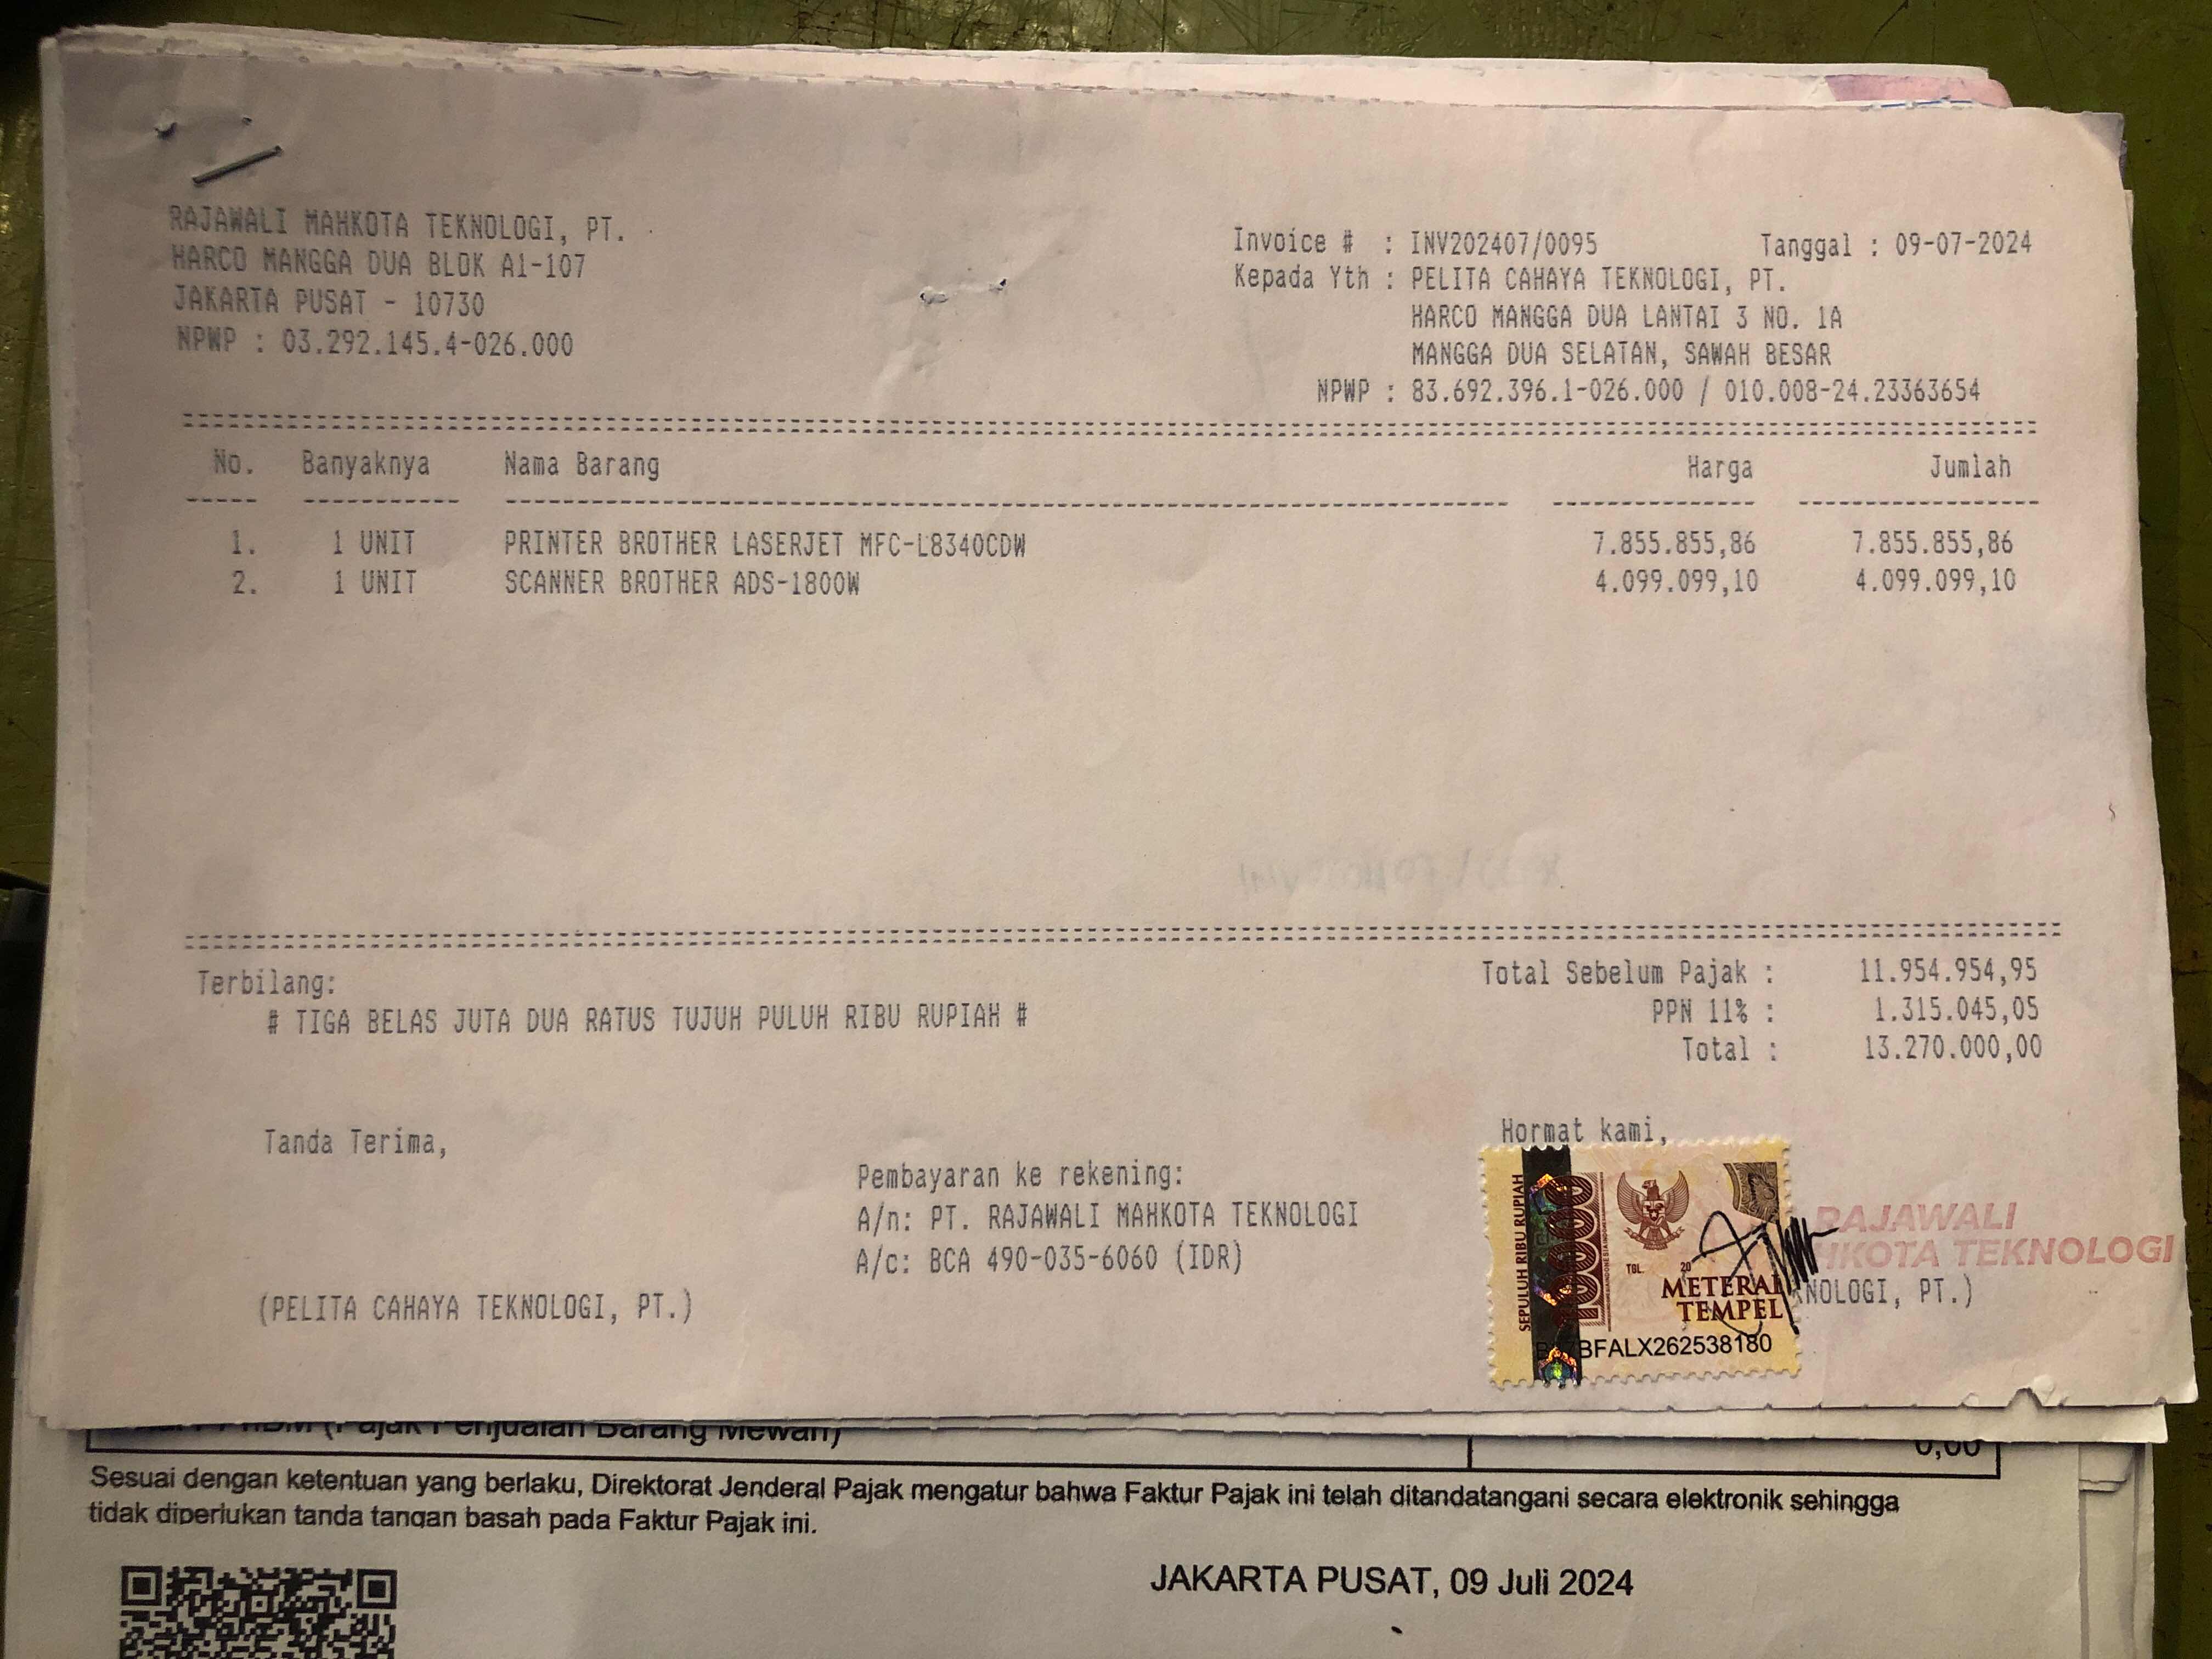 RAJAWALI MAHKOTA TEKNOLOGI, PT.
HARCO MANGGA DUA BLOK A1-107
JAKARTA PUSAT - 10730
NPWP : 03.292.145.4-026.000
Invoice # : INV202407/0095 Tanggal : 09-07-2024
Kepada Yth : PELITA CAHAYA TEKNOLOGI, PT.
HARCO MANGGA DUA LANTAI 3 NO. 1A
MANGGA DUA SELATAN, SAWAH BESAR
NPWP : 83.692.396.1-026.000 / 010.008-24.23363654
No. Banyaknya Nama Barang Harga Jumlah
1. 1 UNIT PRINTER BROTHER LASERJET MFC-L8340CDW 7.855.855,86 7.855.855,86
2. 1 UNIT SCANNER BROTHER ADS-1800W 4.099.099,10 4.099.099,10
Terbilang:
# TIGA BELAS JUTA DUA RATUS TUJUH PULUH RIBU RUPIAH #
Total Sebelum Pajak : 11.954.954,95
PPN 11% : 1.315.045,05
Total : 13.270.000,00
Tanda Terima,
(PELITA CAHAYA TEKNOLOGI, PT.)
Pembayaran ke rekening:
A/n: PT. RAJAWALI MAHKOTA TEKNOLOGI
A/c: BCA 490-035-6060 (IDR)
Hormat kami,
SEPULUH RIBU RUPIAH
10000
TGL. 20
METERAI
TEMPEL
BFALX262538180
RAJAWALI
HKOTA TEKNOLOGI
NOLOGI, PT.)
(Pajak Penjualan Barang Mewah) 0,00
Sesuai dengan ketentuan yang berlaku, Direktorat Jenderal Pajak mengatur bahwa Faktur Pajak ini telah ditandatangani secara elektronik sehingga
tidak diperlukan tanda tangan basah pada Faktur Pajak ini.
JAKARTA PUSAT, 09 Juli 2024